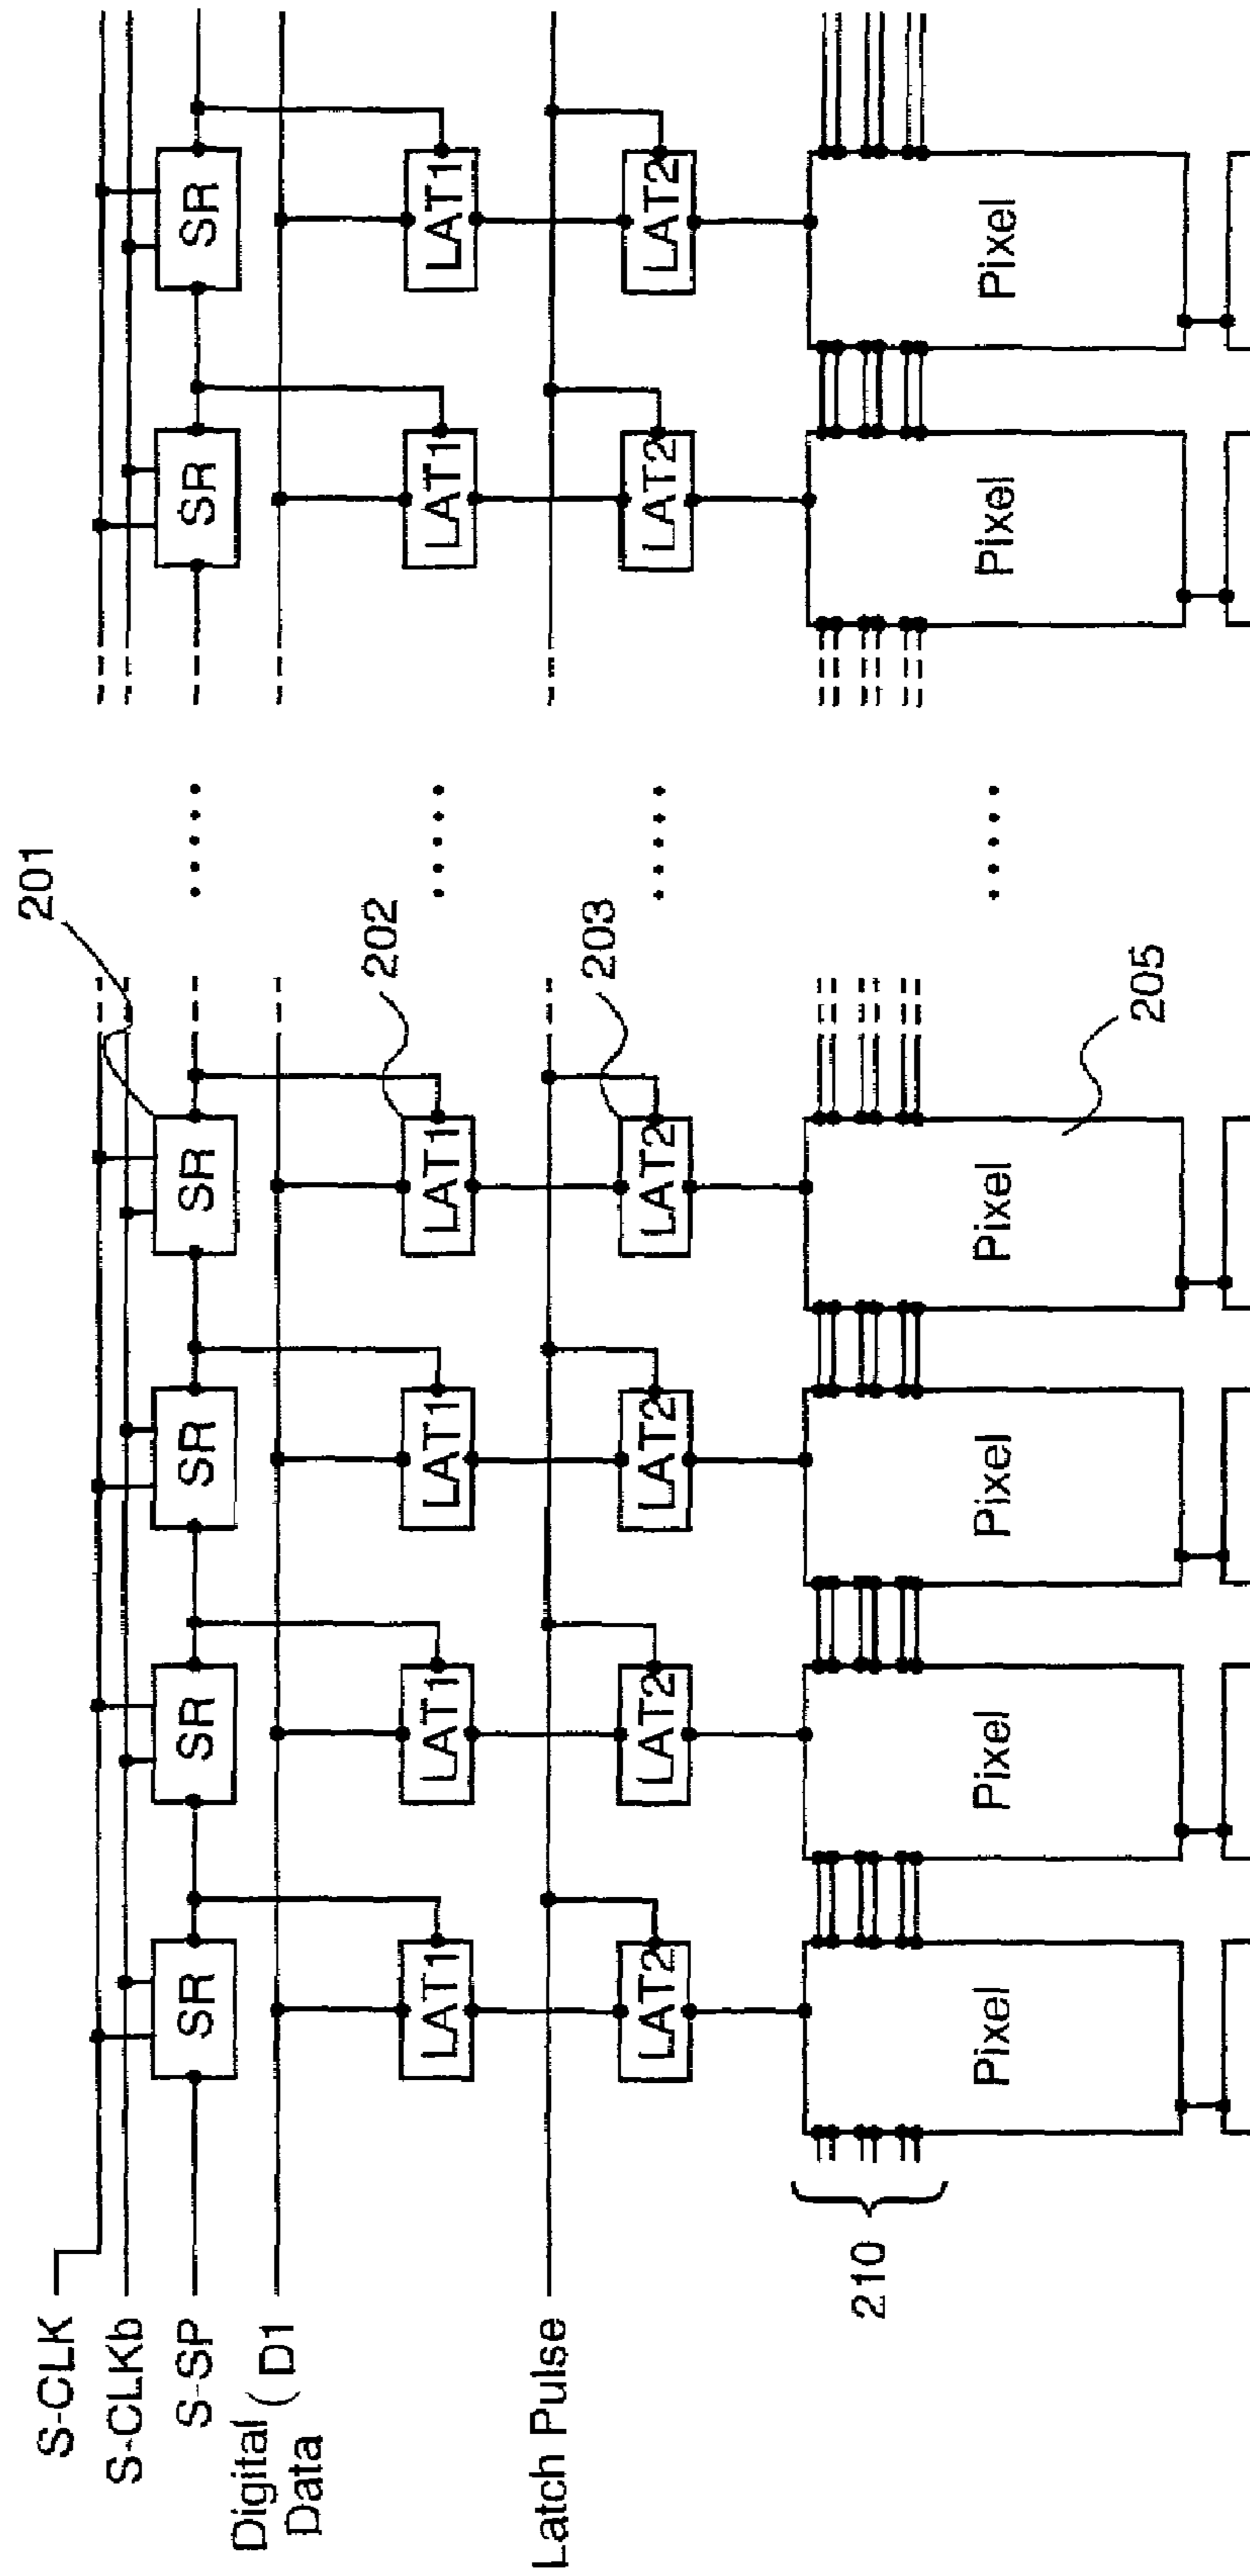 S-CLK
S-CLKb
S-SP
Digital Data ( D1
Latch Pulse
210
201
202
203
205
SR SR SR SR SR SR
LAT1 LAT1 LAT1 LAT1 LAT1 LAT1
LAT2 LAT2 LAT2 LAT2 LAT2 LAT2
Pixel Pixel Pixel Pixel Pixel Pixel